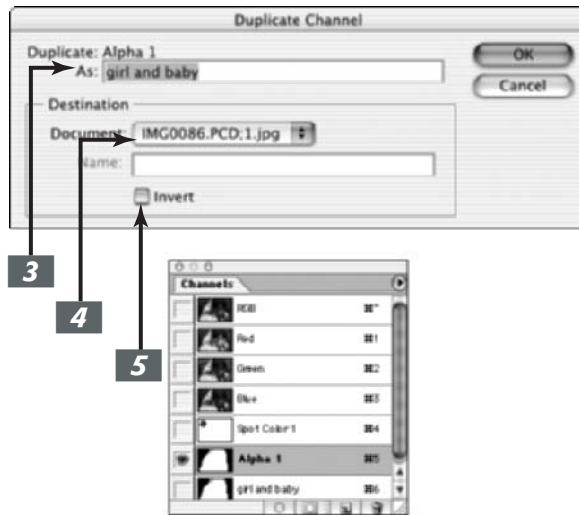 Duplicate Channel
Duplicate: Alpha 1
As: girl and baby
OK
Cancel
Destination
Document: IMG0086.PCD;1.jpg
Name:
Invert
3
4
5
Channels
RGB ⌘~
Red ⌘1
Green ⌘2
Blue ⌘3
Spot Color 1 ⌘4
Alpha 1 ⌘5
girl and baby ⌘6